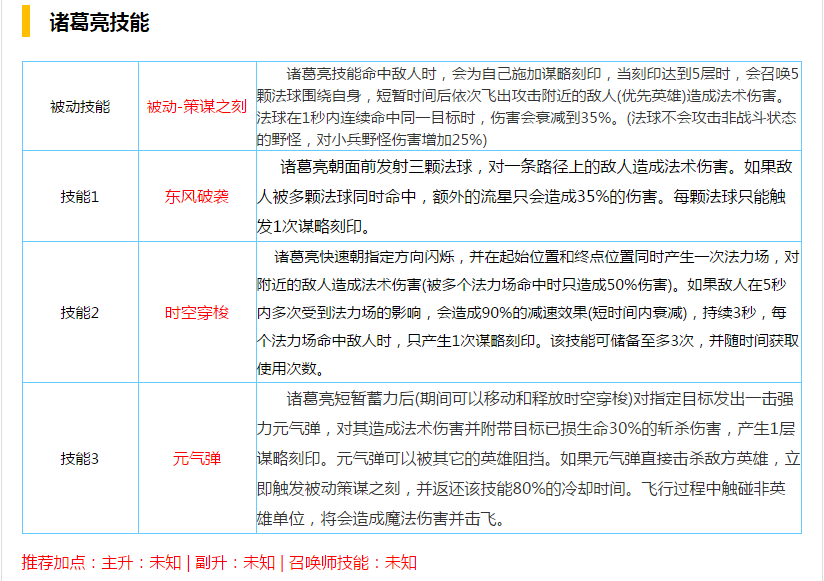 诸葛亮技能
被动技能
被动-策谋之刻
诸葛亮技能命中敌人时，会为自己施加谋略刻印，当刻印达到5层时，会召唤5
颗法球围绕自身，短暂时间后依次飞出攻击附近的敌人(优先英雄)造成法术伤害。
法球在1秒内连续命中同一目标时，伤害会衰减到35%。(法球不会攻击非战斗状态
的野怪，对小兵野怪伤害增加25%)
技能1
东风破袭
诸葛亮朝面前发射三颗法球，对一条路径上的敌人造成法术伤害。如果敌
人被多颗法球同时命中，额外的流星只会造成35%的伤害。每颗法球只能触
发1次谋略刻印。
技能2
时空穿梭
诸葛亮快速朝指定方向闪烁，并在起始位置和终点位置同时产生一次法力场，对
附近的敌人造成法术伤害(被多个法力场命中时只造成50%伤害)。如果敌人在5秒
内多次受到法力场的影响，会造成90%的减速效果(短时间内衰减)，持续3秒，每
个法力场命中敌人时，只产生1次谋略刻印。该技能可储备至多3次，并随时间获取
使用次数。
技能3
元气弹
诸葛亮短暂蓄力后(期间可以移动和释放时空穿梭)对指定目标发出一击强
力元气弹，对其造成法术伤害并附带目标已损生命30%的斩杀伤害，产生1层
谋略刻印。元气弹可以被其它的英雄阻挡。如果元气弹直接击杀敌方英雄，立
即触发被动策谋之刻，并返还该技能80%的冷却时间。飞行过程中触碰非英
雄单位，将会造成魔法伤害并击飞。
推荐加点：主升：未知 | 副升：未知 | 召唤师技能：未知